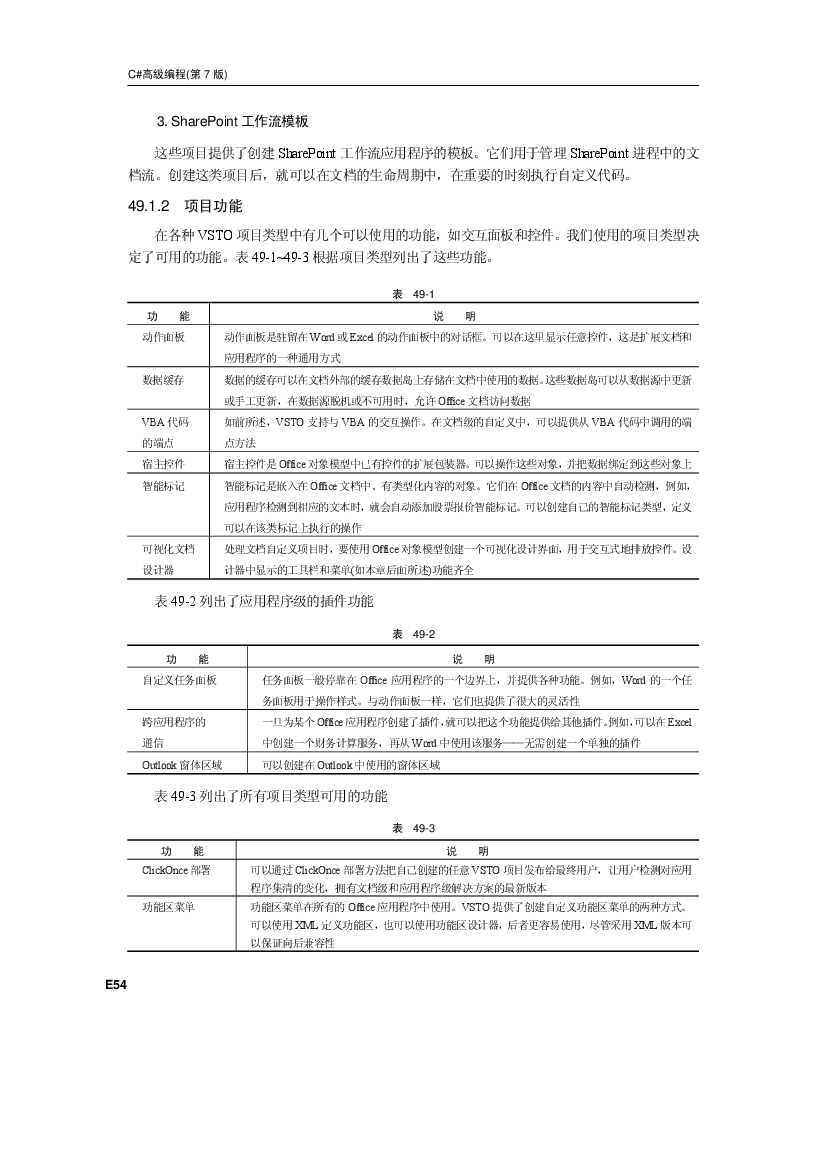 C#高级编程(第 7 版)
3. SharePoint 工作流模板
这些项目提供了创建 SharePoint 工作流应用程序的模板。它们用于管理 SharePoint 进程中的文
档流。创建这类项目后，就可以在文档的生命周期中，在重要的时刻执行自定义代码。
49.1.2 项目功能
在各种 VSTO 项目类型中有几个可以使用的功能，如交互面板和控件。我们使用的项目类型决
定了可用的功能。表 49-1~49-3 根据项目类型列出了这些功能。
表 49-1
功 能 说 明
动作面板 动作面板是驻留在 Word 或 Excel 的动作面板中的对话框。可以在这里显示任意控件，这是扩展文档和
应用程序的一种通用方式
数据缓存 数据的缓存可以在文档外部的缓存数据岛上存储在文档中使用的数据。这些数据岛可以从数据源中更新
或手工更新，在数据源脱机或不可用时，允许 Office 文档访问数据
VBA 代码 如前所述，VSTO 支持与 VBA 的交互操作。在文档级的自定义中，可以提供从 VBA 代码中调用的端
的端点 点方法
宿主控件 宿主控件是 Office 对象模型中已有控件的扩展包装器。可以操作这些对象，并把数据绑定到这些对象上
智能标记 智能标记是嵌入在 Office 文档中、有类型化内容的对象。它们在 Office 文档的内容中自动检测，例如，
应用程序检测到相应的文本时，就会自动添加股票报价智能标记。可以创建自己的智能标记类型，定义
可以在该类标记上执行的操作
可视化文档 处理文档自定义项目时，要使用 Office 对象模型创建一个可视化设计界面，用于交互式地排放控件。设
设计器 计器中显示的工具栏和菜单(如本章后面所述)功能齐全
表 49-2 列出了应用程序级的插件功能
表 49-2
功 能 说 明
自定义任务面板 任务面板一般停靠在 Office 应用程序的一个边界上，并提供各种功能。例如，Word 的一个任
务面板用于操作样式。与动作面板一样，它们也提供了很大的灵活性
跨应用程序的 一旦为某个 Office 应用程序创建了插件，就可以把这个功能提供给其他插件。例如，可以在 Excel
通信 中创建一个财务计算服务，再从 Word 中使用该服务——无需创建一个单独的插件
Outlook 窗体区域 可以创建在 Outlook 中使用的窗体区域
表 49-3 列出了所有项目类型可用的功能
表 49-3
功 能 说 明
ClickOnce 部署 可以通过 ClickOnce 部署方法把自己创建的任意 VSTO 项目发布给最终用户，让用户检测对应用
程序集清的变化，拥有文档级和应用程序级解决方案的最新版本
功能区菜单 功能区菜单在所有的 Office 应用程序中使用。VSTO 提供了创建自定义功能区菜单的两种方式。
可以使用 XML 定义功能区，也可以使用功能区设计器，后者更容易使用，尽管采用 XML 版本可
以保证向后兼容性
E54